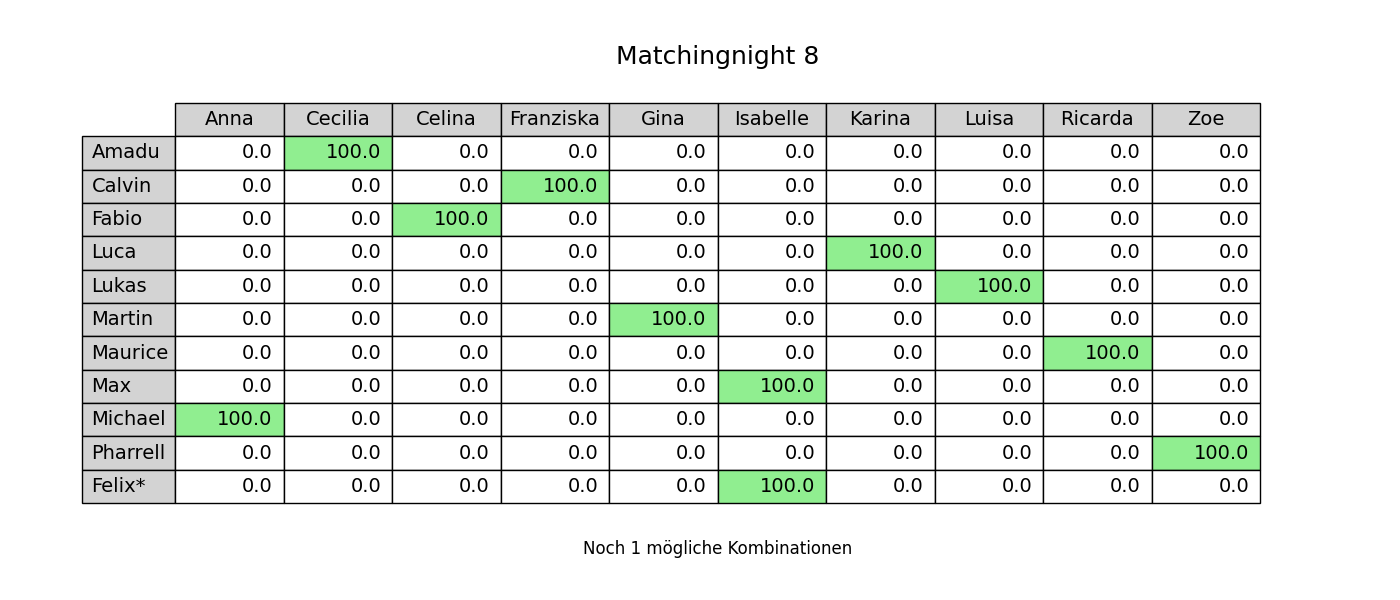 Matchingnight 8
Anna Cecilia Celina Franziska Gina Isabelle Karina Luisa Ricarda Zoe
Amadu 0.0 100.0 0.0 0.0 0.0 0.0 0.0 0.0 0.0 0.0
Calvin 0.0 0.0 0.0 100.0 0.0 0.0 0.0 0.0 0.0 0.0
Fabio 0.0 0.0 100.0 0.0 0.0 0.0 0.0 0.0 0.0 0.0
Luca 0.0 0.0 0.0 0.0 0.0 0.0 100.0 0.0 0.0 0.0
Lukas 0.0 0.0 0.0 0.0 0.0 0.0 0.0 100.0 0.0 0.0
Martin 0.0 0.0 0.0 0.0 100.0 0.0 0.0 0.0 0.0 0.0
Maurice 0.0 0.0 0.0 0.0 0.0 0.0 0.0 0.0 100.0 0.0
Max 0.0 0.0 0.0 0.0 0.0 100.0 0.0 0.0 0.0 0.0
Michael 100.0 0.0 0.0 0.0 0.0 0.0 0.0 0.0 0.0 0.0
Pharrell 0.0 0.0 0.0 0.0 0.0 0.0 0.0 0.0 0.0 100.0
Felix* 0.0 0.0 0.0 0.0 0.0 100.0 0.0 0.0 0.0 0.0
Noch 1 mögliche Kombinationen